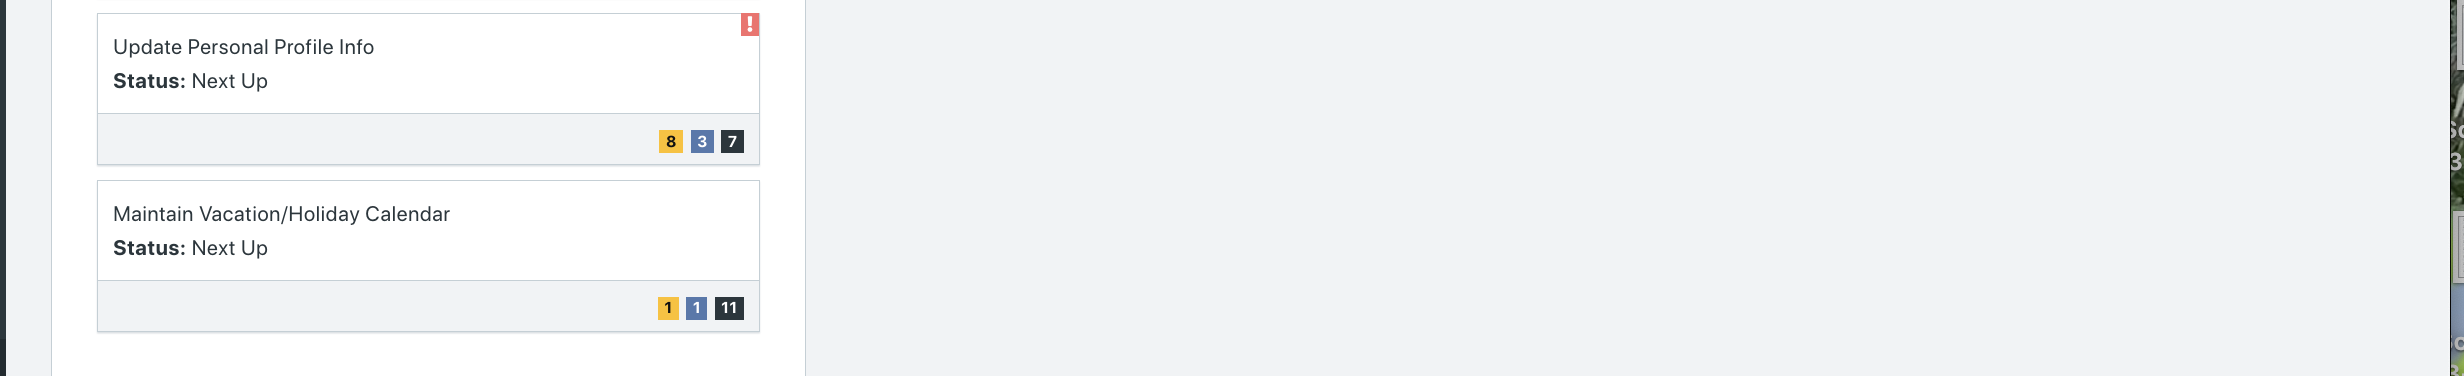 !
Update Personal Profile Info
Status: Next Up
8 3 7
Maintain Vacation/Holiday Calendar
Status: Next Up
1 1 11